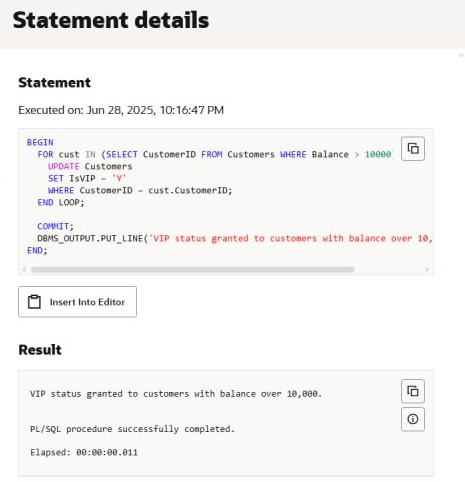 Statement details
Statement
Executed on: Jun 28, 2025, 10:16:47 PM
BEGIN
FOR cust IN (SELECT CustomerID FROM Customers WHERE Balance > 10000
UPDATE Customers
SET IsVIP = 'Y'
WHERE CustomerID = cust.CustomerID;
END LOOP;
COMMIT;
DBMS_OUTPUT.PUT_LINE('VIP status granted to customers with balance over 10,
END;
Insert Into Editor
Result
VIP status granted to customers with balance over 10,000.
PL/SQL procedure successfully completed.
Elapsed: 00:00:00.011